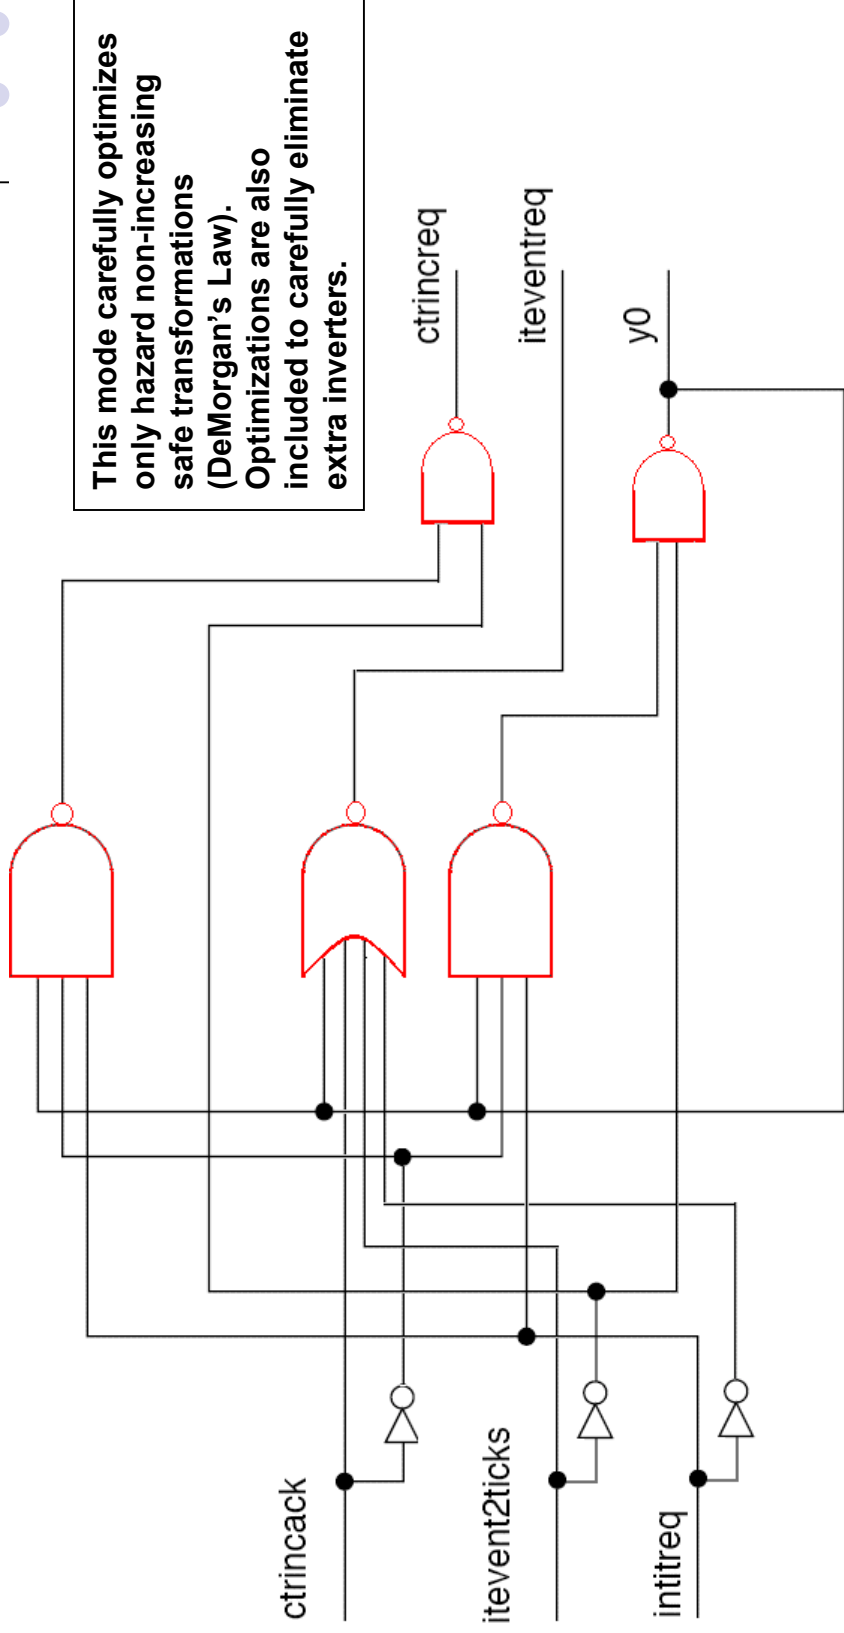 This mode carefully optimizes
only hazard non-increasing
safe transformations
(DeMorgan's Law).
Optimizations are also
included to carefully eliminate
extra inverters.
ctrincreq
iteventreq
y0
ctrincack
itevent2ticks
intitreq